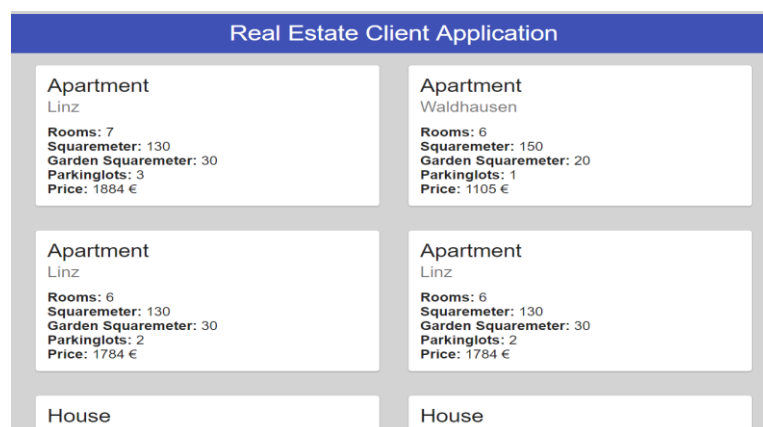 Real Estate Client Application
Apartment
Linz
Rooms: 7
Squaremeter: 130
Garden Squaremeter: 30
Parkinglots: 3
Price: 1884 €
Apartment
Waldhausen
Rooms: 6
Squaremeter: 150
Garden Squaremeter: 20
Parkinglots: 1
Price: 1105 €
Apartment
Linz
Rooms: 6
Squaremeter: 130
Garden Squaremeter: 30
Parkinglots: 2
Price: 1784 €
Apartment
Linz
Rooms: 6
Squaremeter: 130
Garden Squaremeter: 30
Parkinglots: 2
Price: 1784 €
House
House